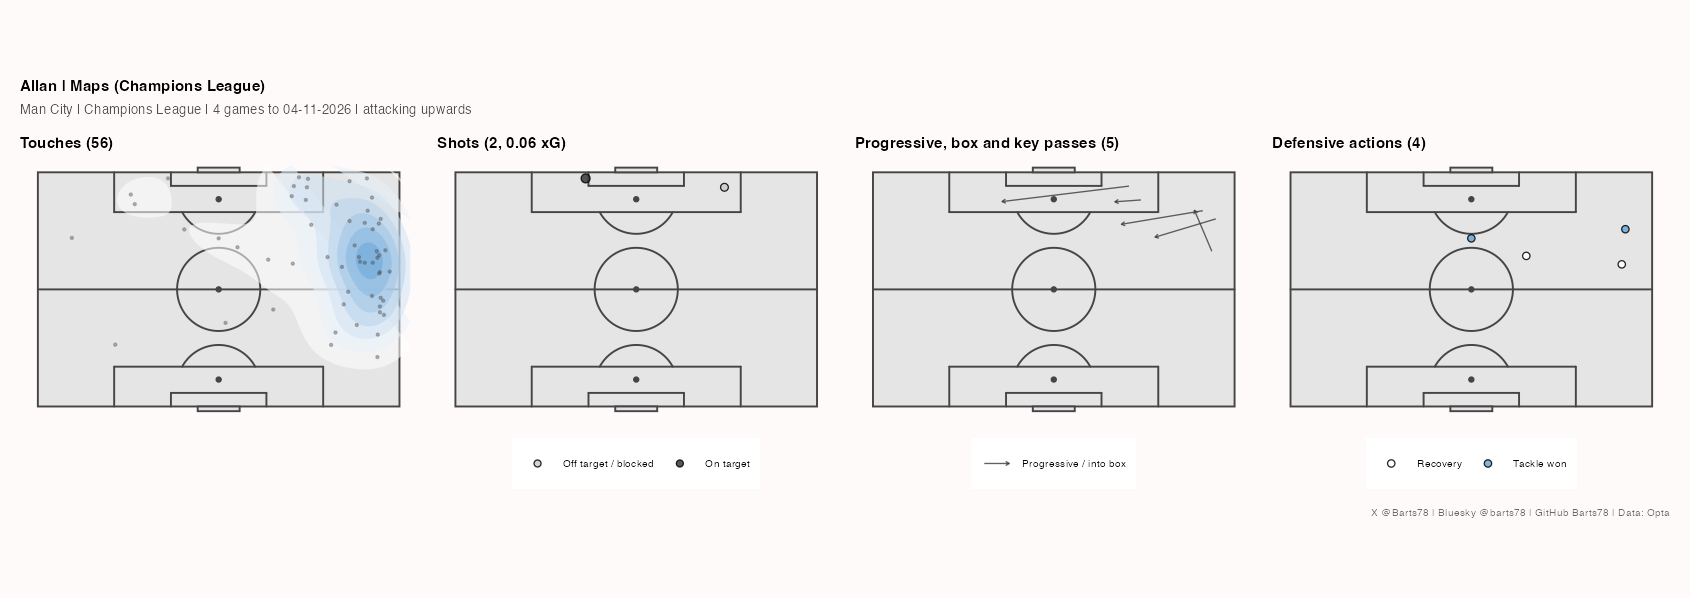 Allan | Maps (Champions League)
Man City | Champions League | 4 games to 04-11-2026 | attacking upwards
Touches (56)
Shots (2, 0.06 xG)
Progressive, box and key passes (5)
Defensive actions (4)
Off target / blocked
On target
Progressive / into box
Recovery
Tackle won
X @Barts78 | Bluesky @barts78 | GitHub Barts78 | Data: Opta